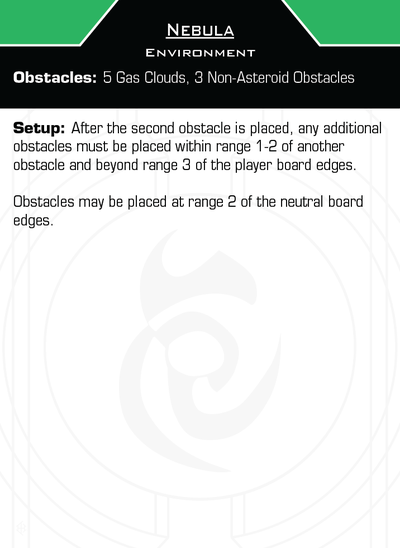 Nebula
Environment
Obstacles: 5 Gas Clouds, 3 Non-Asteroid Obstacles
Setup: After the second obstacle is placed, any additional
obstacles must be placed within range 1-2 of another
obstacle and beyond range 3 of the player board edges.
Obstacles may be placed at range 2 of the neutral board
edges.